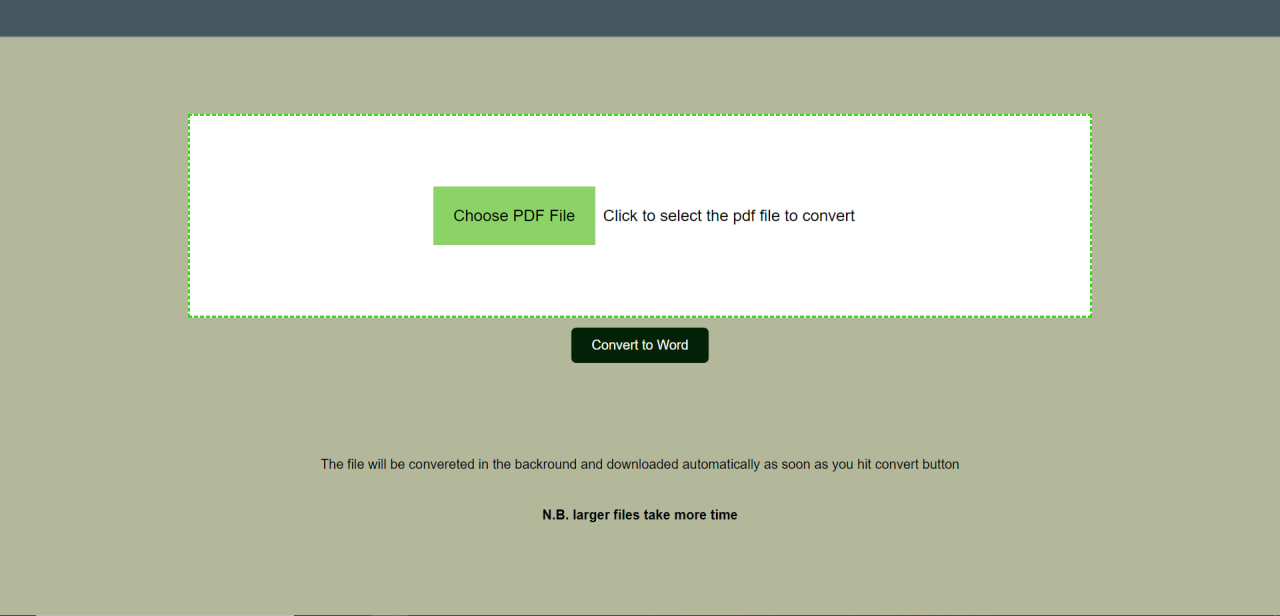 Choose PDF File Click to select the pdf file to convert
Convert to Word
The file will be convereted in the backround and downloaded automatically as soon as you hit convert button
N.B. larger files take more time